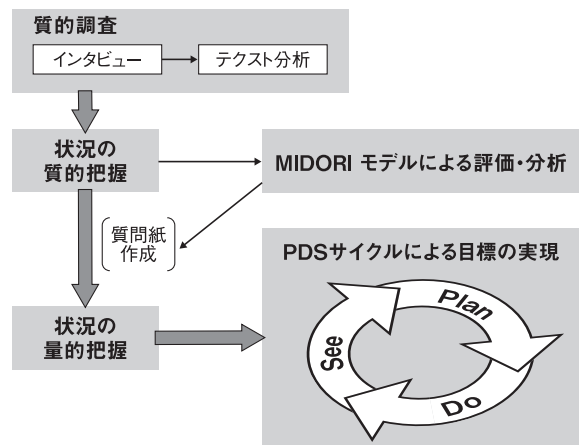 質的調査
インタビュー
テクスト分析
状況の
質的把握
MIDORI モデルによる評価・分析
質問紙
作成
PDSサイクルによる目標の実現
状況の
量的把握
Plan
Do
See